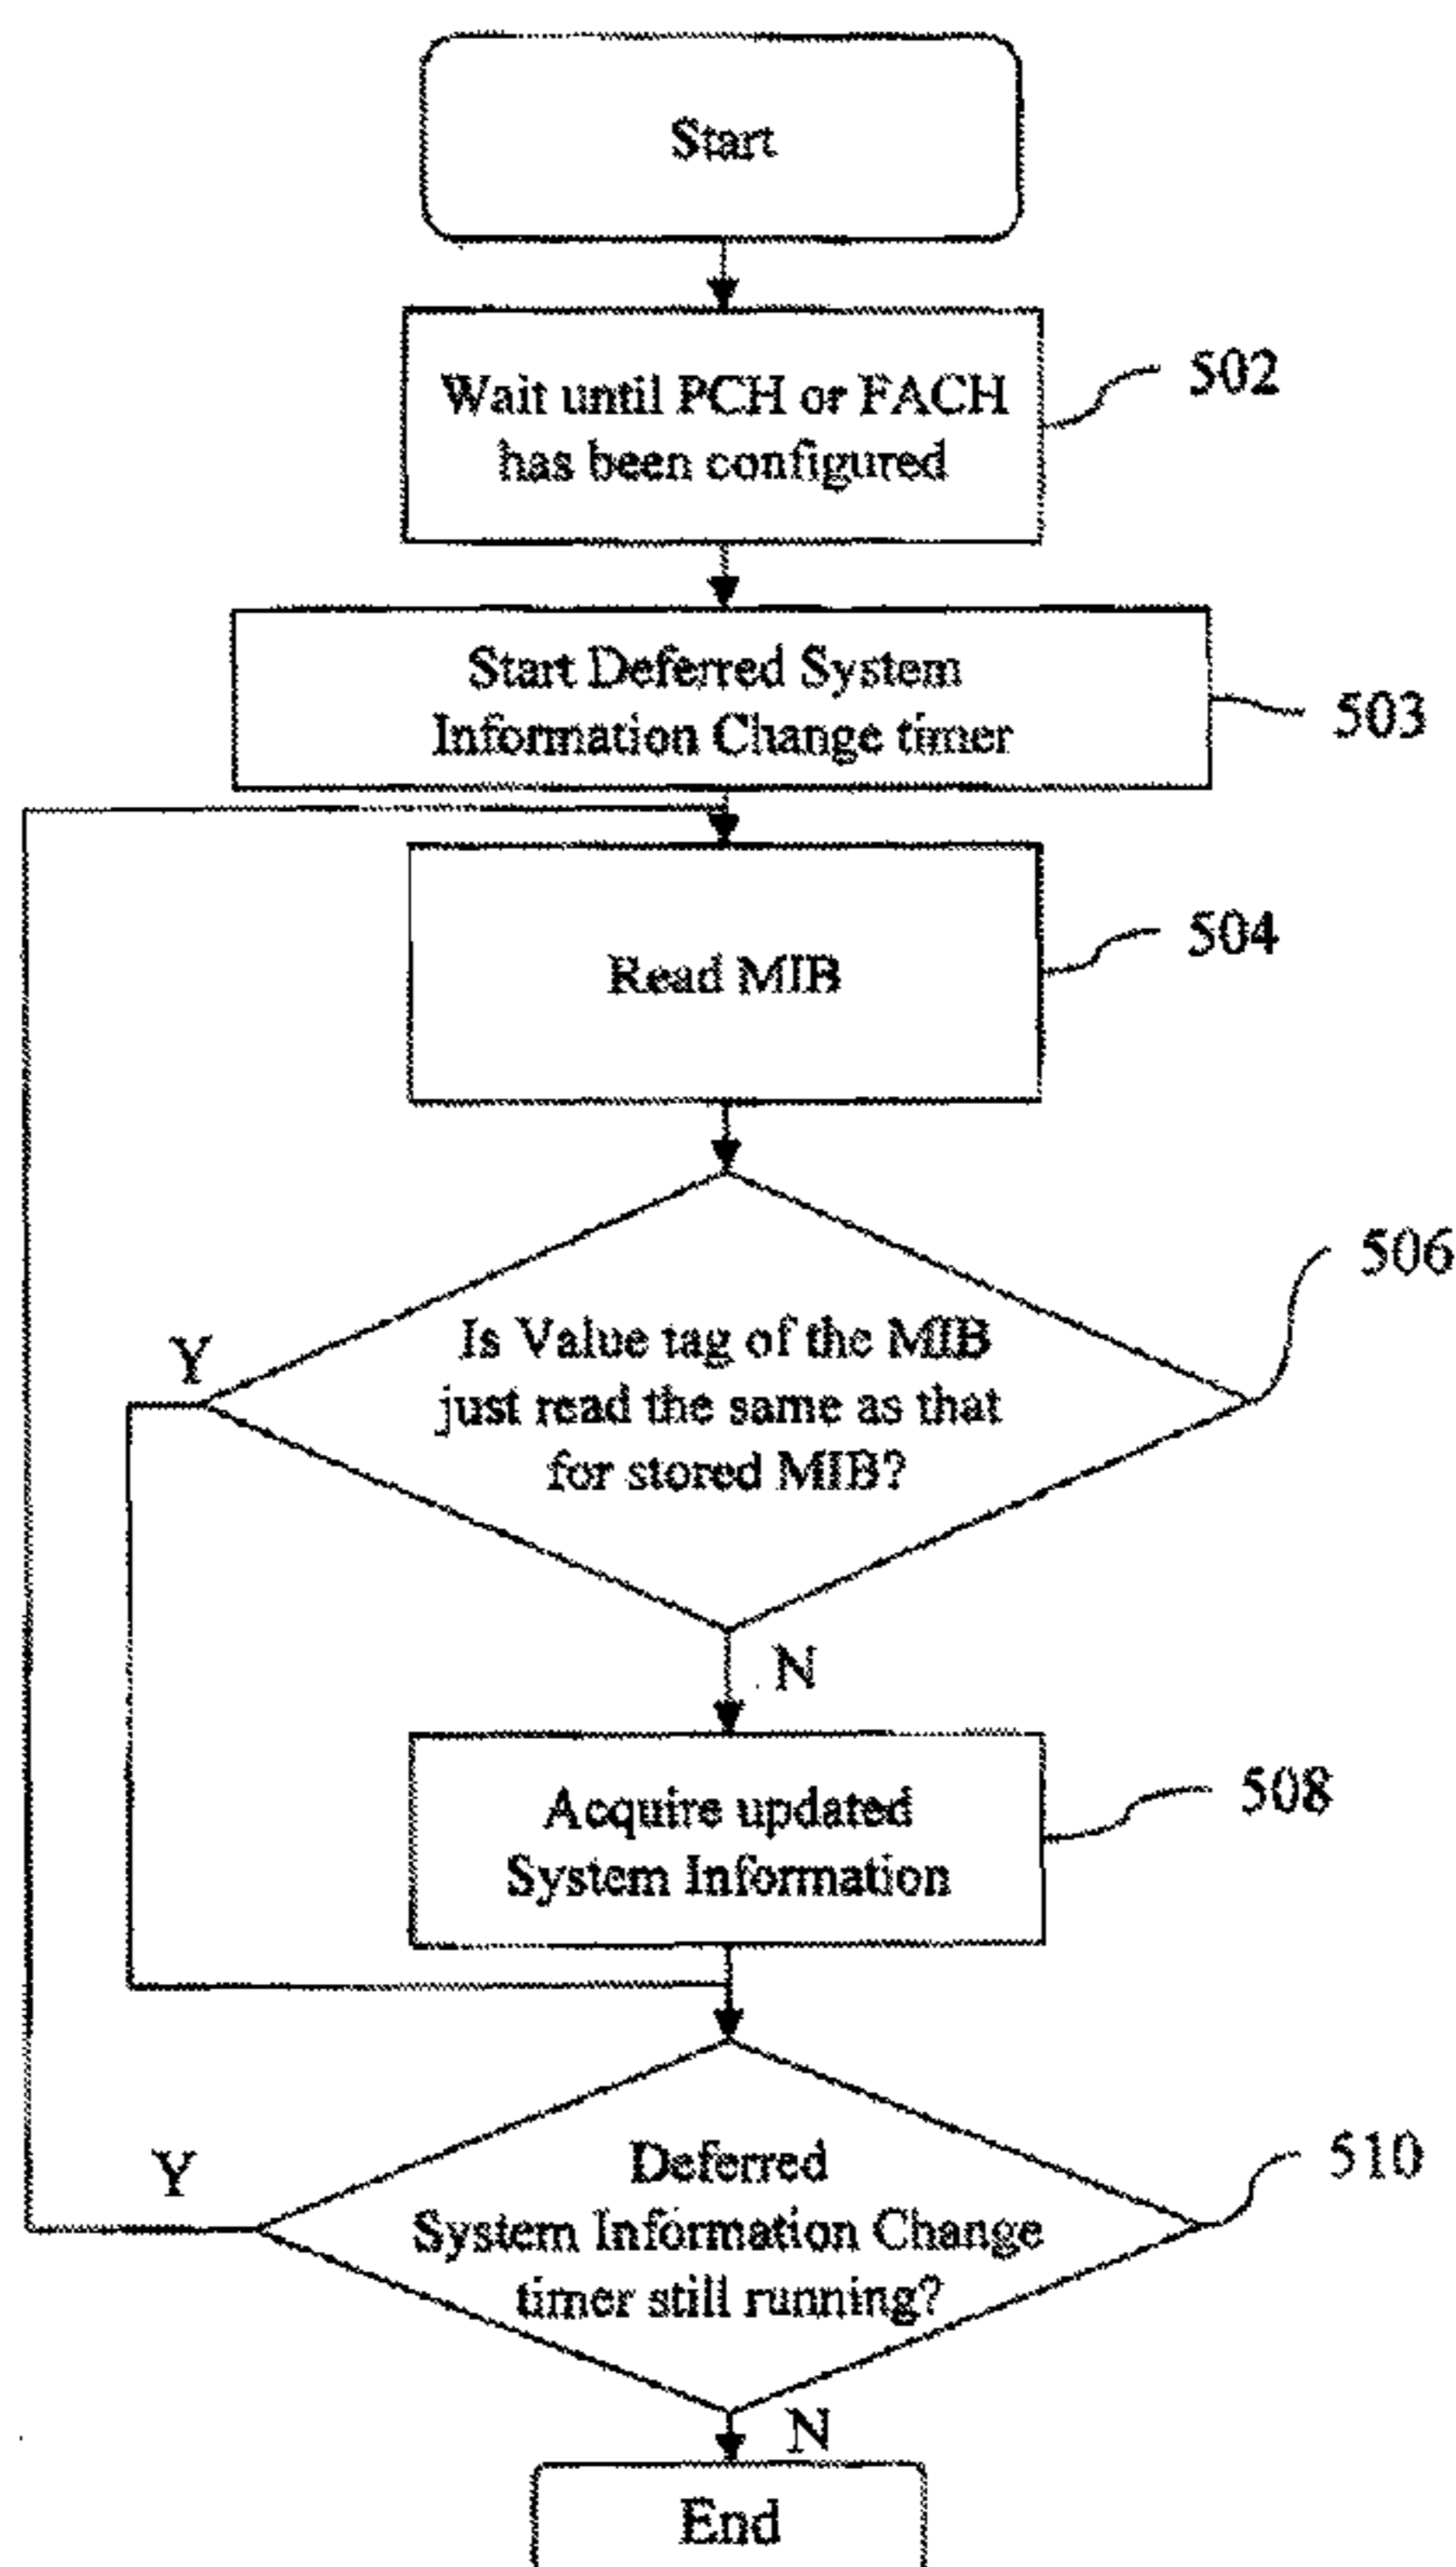 Start
Wait until PCH or FACH
has been configured
502
Start Deferred System
Information Change timer
503
Read MIB
504
Is Value tag of the MIB
just read the same as that
for stored MIB?
506
Y
N
Acquire updated
System Information
508
Deferred
System Information Change
timer still running?
510
Y
N
End